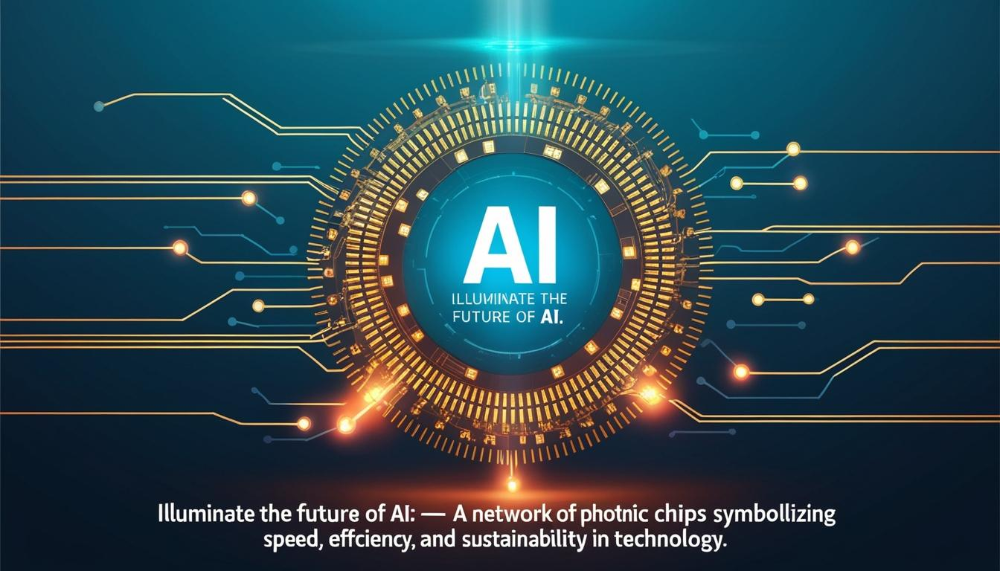 AI
ILLUMINATE THE
FUTURE OF AI.
Illuminate the future of AI: — A network of photnic chips symbollizing
speed, effciency, and sustainability in technology.